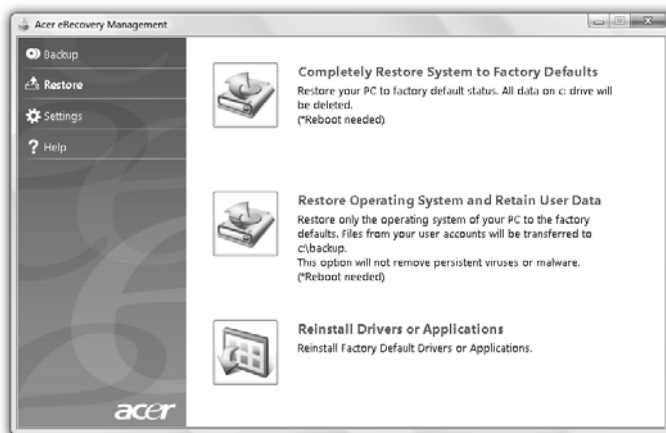 Acer eRecovery Management
Backup
Restore
Settings
? Help
Completely Restore System to Factory Defaults
Restore your PC to factory default status. All data on c: drive will
be deleted.
(*Reboot needed)
Restore Operating System and Retain User Data
Restore only the operating system of your PC to the factory
defaults. Files from your user accounts will be transferred to
c:\backup.
This option will not remove persistent viruses or malware.
(*Reboot needed)
Reinstall Drivers or Applications
Reinstall Factory Default Drivers or Applications.
acer